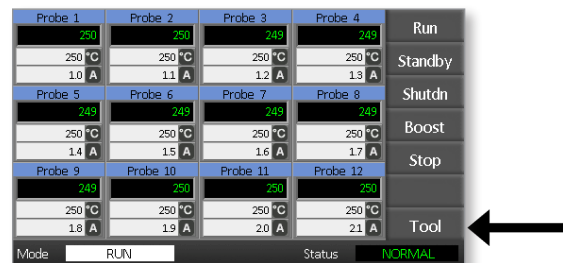 Probe 1 Probe 2 Probe 3 Probe 4 Run
250 250 249 249
250 °C 250 °C 250 °C 250 °C Standby
1.0 A 1.1 A 1.2 A 1.3 A
Probe 5 Probe 6 Probe 7 Probe 8 Shutdn
249 249 249 249
250 °C 250 °C 250 °C 250 °C Boost
1.4 A 1.5 A 1.6 A 1.7 A Stop
Probe 9 Probe 10 Probe 11 Probe 12
249 250 250 250
250 °C 250 °C 250 °C 250 °C
1.8 A 1.9 A 2.0 A 2.1 A Tool
Mode RUN Status NORMAL